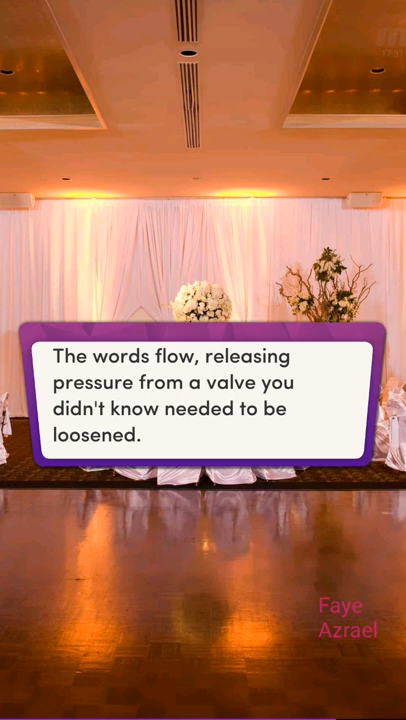 The words flow, releasing
pressure from a valve you
didn't know needed to be
loosened.
Faye
Azrael